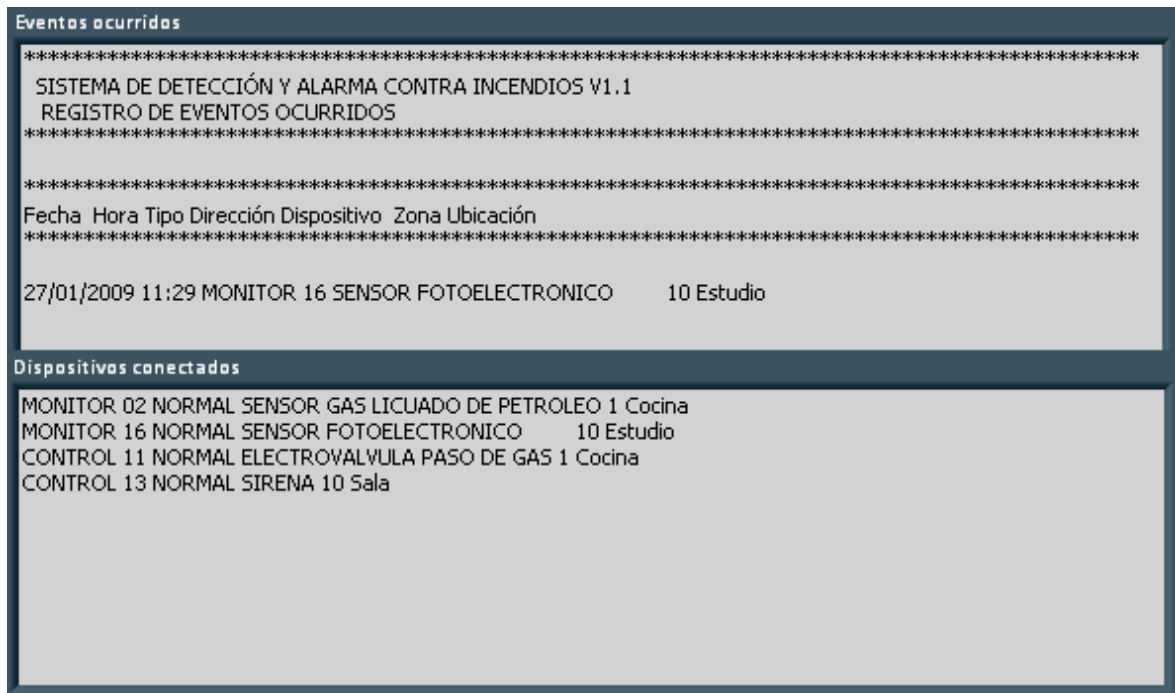 Eventos ocurridos
*********************************************************************************************
SISTEMA DE DETECCIÓN Y ALARMA CONTRA INCENDIOS V1.1
REGISTRO DE EVENTOS OCURRIDOS
*********************************************************************************************
*********************************************************************************************
Fecha Hora Tipo Dirección Dispositivo Zona Ubicación
*********************************************************************************************
27/01/2009 11:29 MONITOR 16 SENSOR FOTOELECTRONICO 10 Estudio
Dispositivos conectados
MONITOR 02 NORMAL SENSOR GAS LICUADO DE PETROLEO 1 Cocina
MONITOR 16 NORMAL SENSOR FOTOELECTRONICO 10 Estudio
CONTROL 11 NORMAL ELECTROVALVULA PASO DE GAS 1 Cocina
CONTROL 13 NORMAL SIRENA 10 Sala